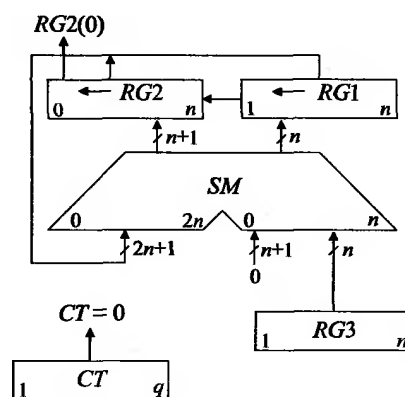 RG2(0)
RG2
0 n
RG1
1 n
n+1
n
SM
0 2n 0 n
2n+1
n+1
n
0
CT = 0
RG3
1 n
CT
1 q